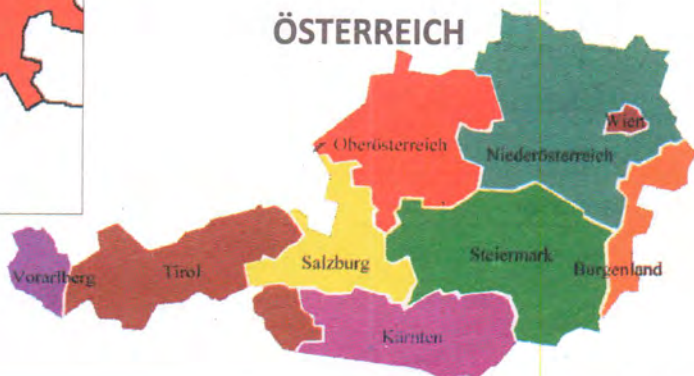 ÖSTERREICH
Wien
Oberösterreich
Niederösterreich
Steiermark
Salzburg
Tirol
Vorarlberg
Burgenland
Kärnten